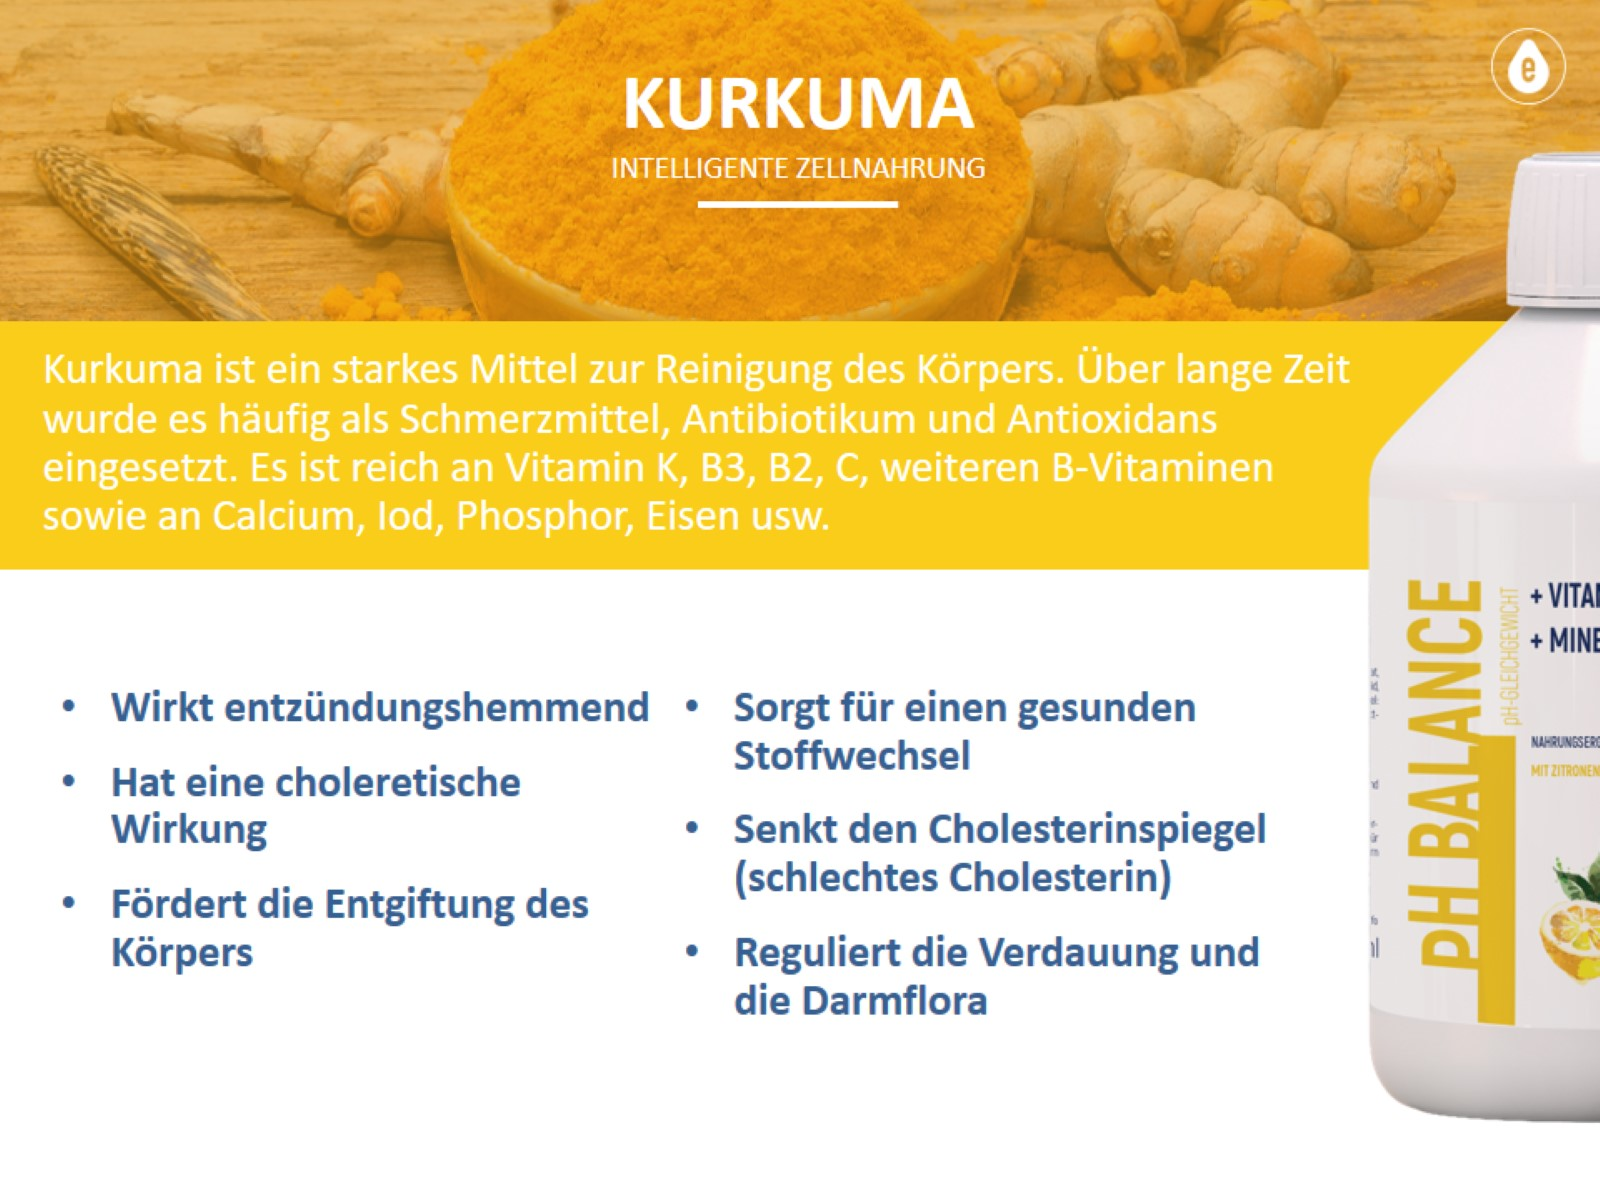 KURKUMA
INTELLIGENTE ZELLNAHRUNG
e
Kurkuma ist ein starkes Mittel zur Reinigung des Körpers. Über lange Zeit
wurde es häufig als Schmerzmittel, Antibiotikum und Antioxidans
eingesetzt. Es ist reich an Vitamin K, B3, B2, C, weiteren B-Vitaminen
sowie an Calcium, Iod, Phosphor, Eisen usw.
• Wirkt entzündungshemmend
• Hat eine choleretische
Wirkung
• Fördert die Entgiftung des
Körpers
• Sorgt für einen gesunden
Stoffwechsel
• Senkt den Cholesterinspiegel
(schlechtes Cholesterin)
• Reguliert die Verdauung und
die Darmflora
PH BALANCE
pH-GLEICHGEWICHT
+ VITA
+ MINE
NAHRUNGSERG
MIT ZITRONEN